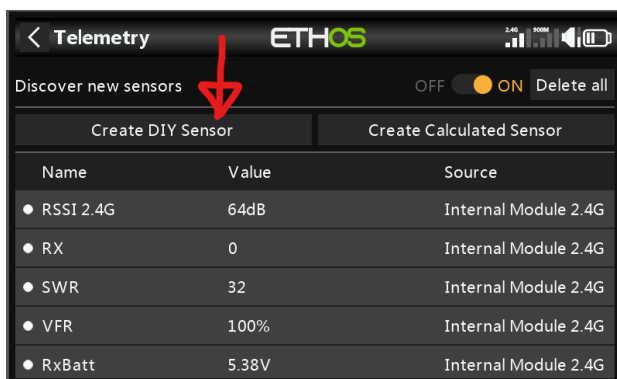 Telemetry ETHOS 2.4G 900M
Discover new sensors OFF ON Delete all
Create DIY Sensor Create Calculated Sensor
Name Value Source
RSSI 2.4G 64dB Internal Module 2.4G
RX 0 Internal Module 2.4G
SWR 32 Internal Module 2.4G
VFR 100% Internal Module 2.4G
RxBatt 5.38V Internal Module 2.4G